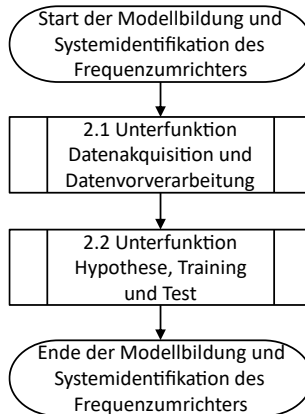 Start der Modellbildung und
Systemidentifikation des
Frequenzumrichters
2.1 Unterfunktion
Datenakquisition und
Datenvorverarbeitung
2.2 Unterfunktion
Hypothese, Training
und Test
Ende der Modellbildung und
Systemidentifikation des
Frequenzumrichters